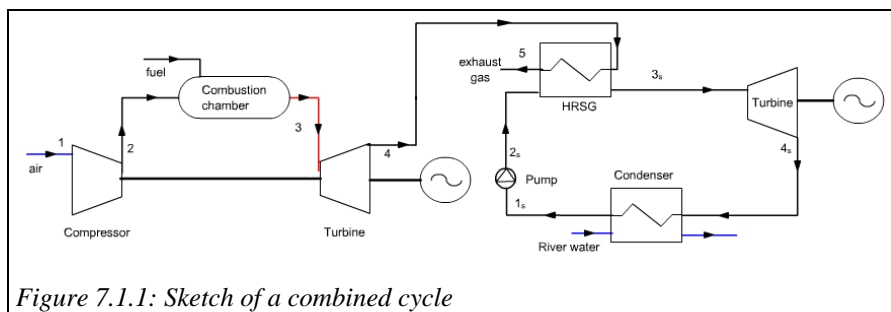 fuel
Combustion
chamber
1
air
2
3
4
Compressor
Turbine
5
exhaust
gas
HRSG
3s
Turbine
2s
Pump
1s
Condenser
4s
River water
Figure 7.1.1: Sketch of a combined cycle